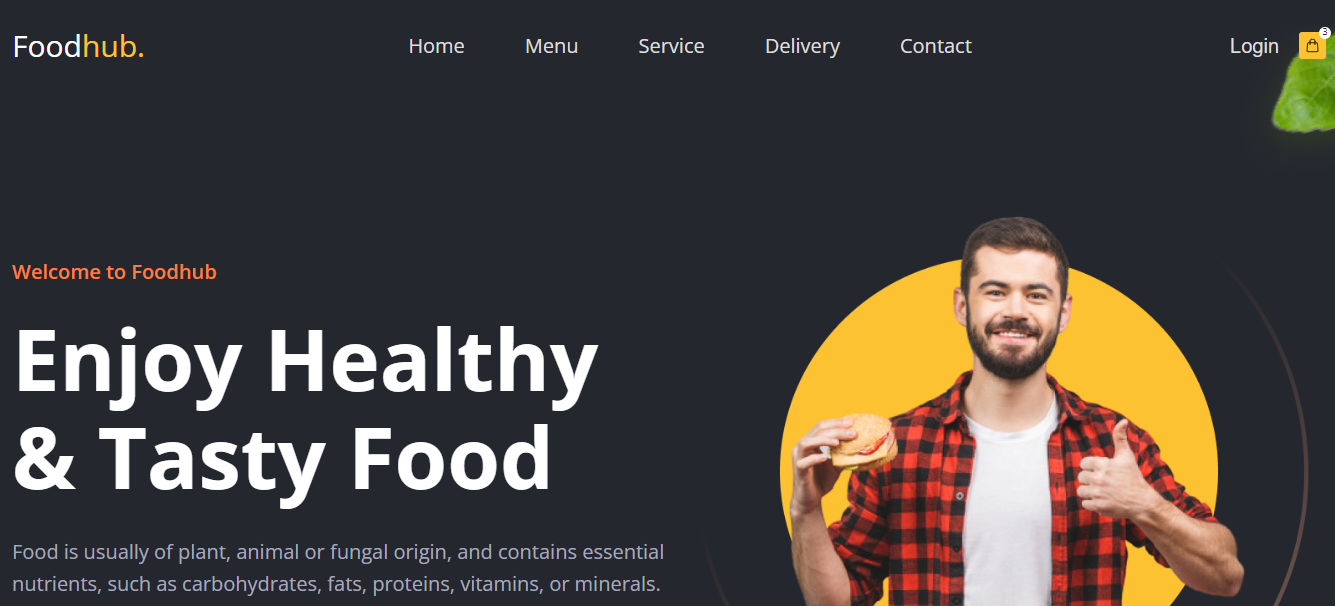 Foodhub.
Home Menu Service Delivery Contact
Login 3
Welcome to Foodhub
Enjoy Healthy
& Tasty Food
Food is usually of plant, animal or fungal origin, and contains essential
nutrients, such as carbohydrates, fats, proteins, vitamins, or minerals.